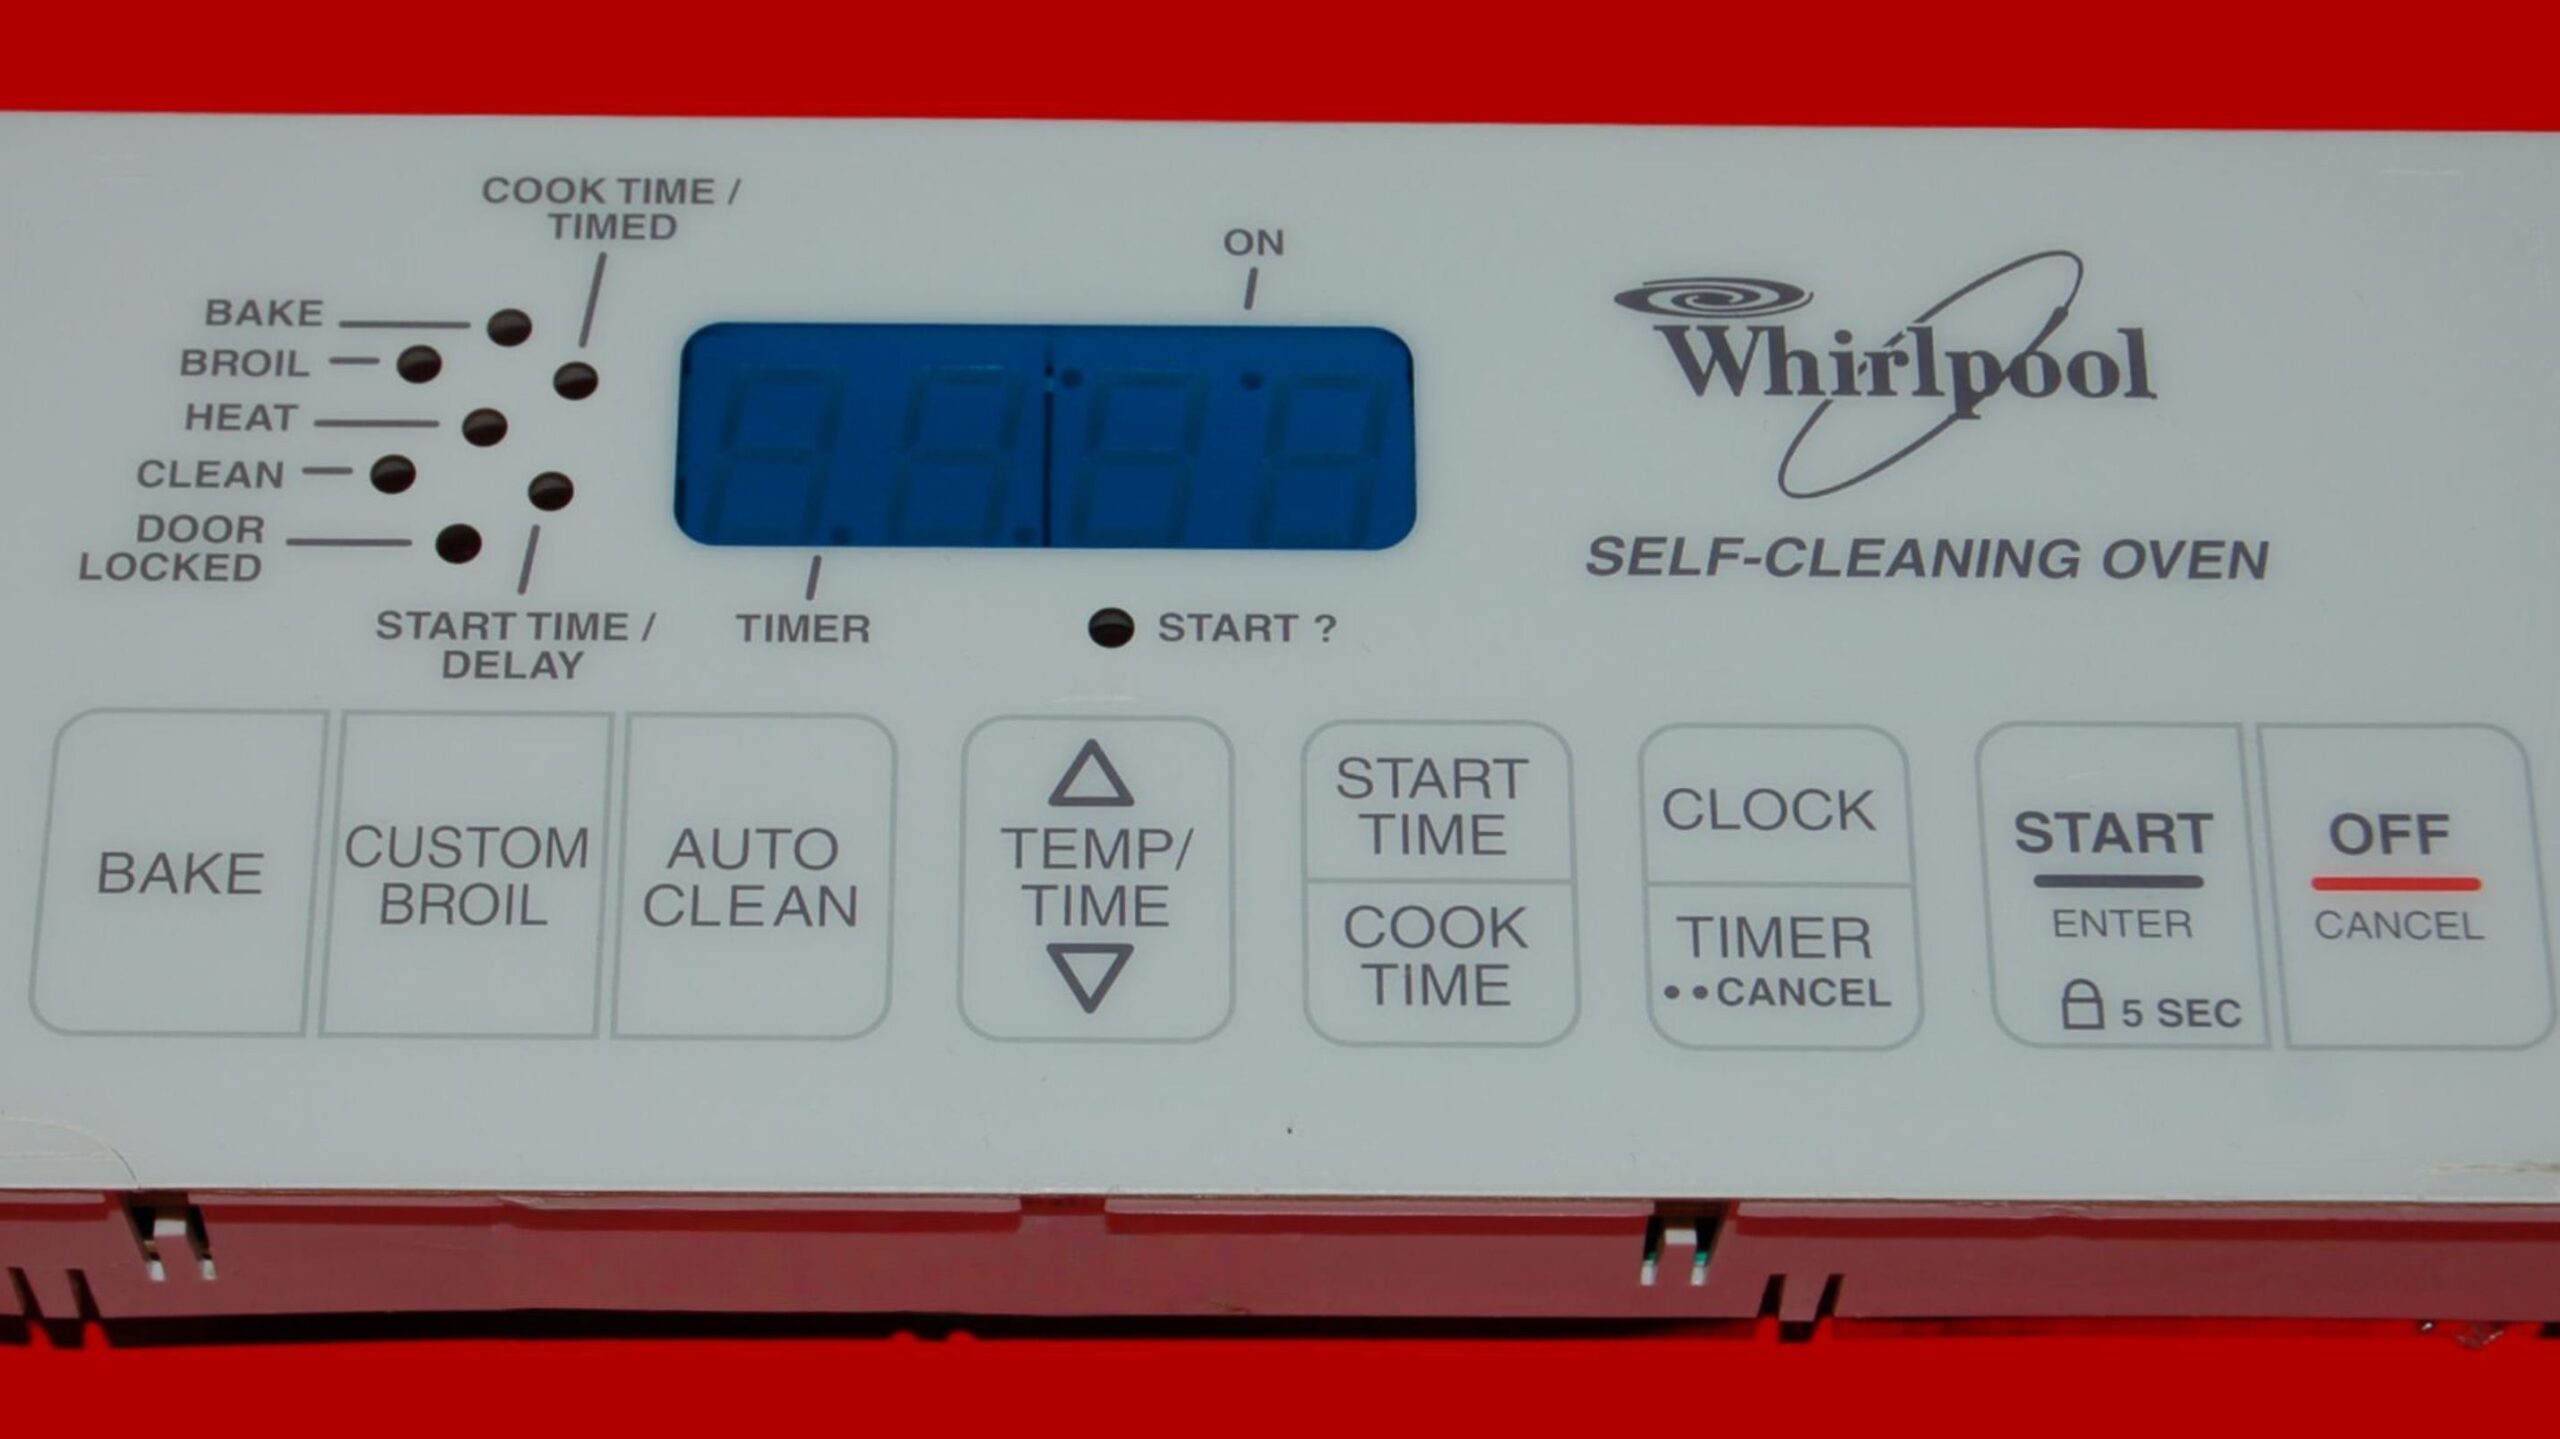 COOK TIME /
TIMED
ON
BAKE
BROIL
HEAT
CLEAN
DOOR
LOCKED
START TIME /
DELAY
TIMER
START ?
Whirlpool
SELF-CLEANING OVEN
BAKE
CUSTOM
BROIL
AUTO
CLEAN
TEMP/
TIME
START
TIME
COOK
TIME
CLOCK
TIMER
••CANCEL
START
ENTER
5 SEC
OFF
CANCEL